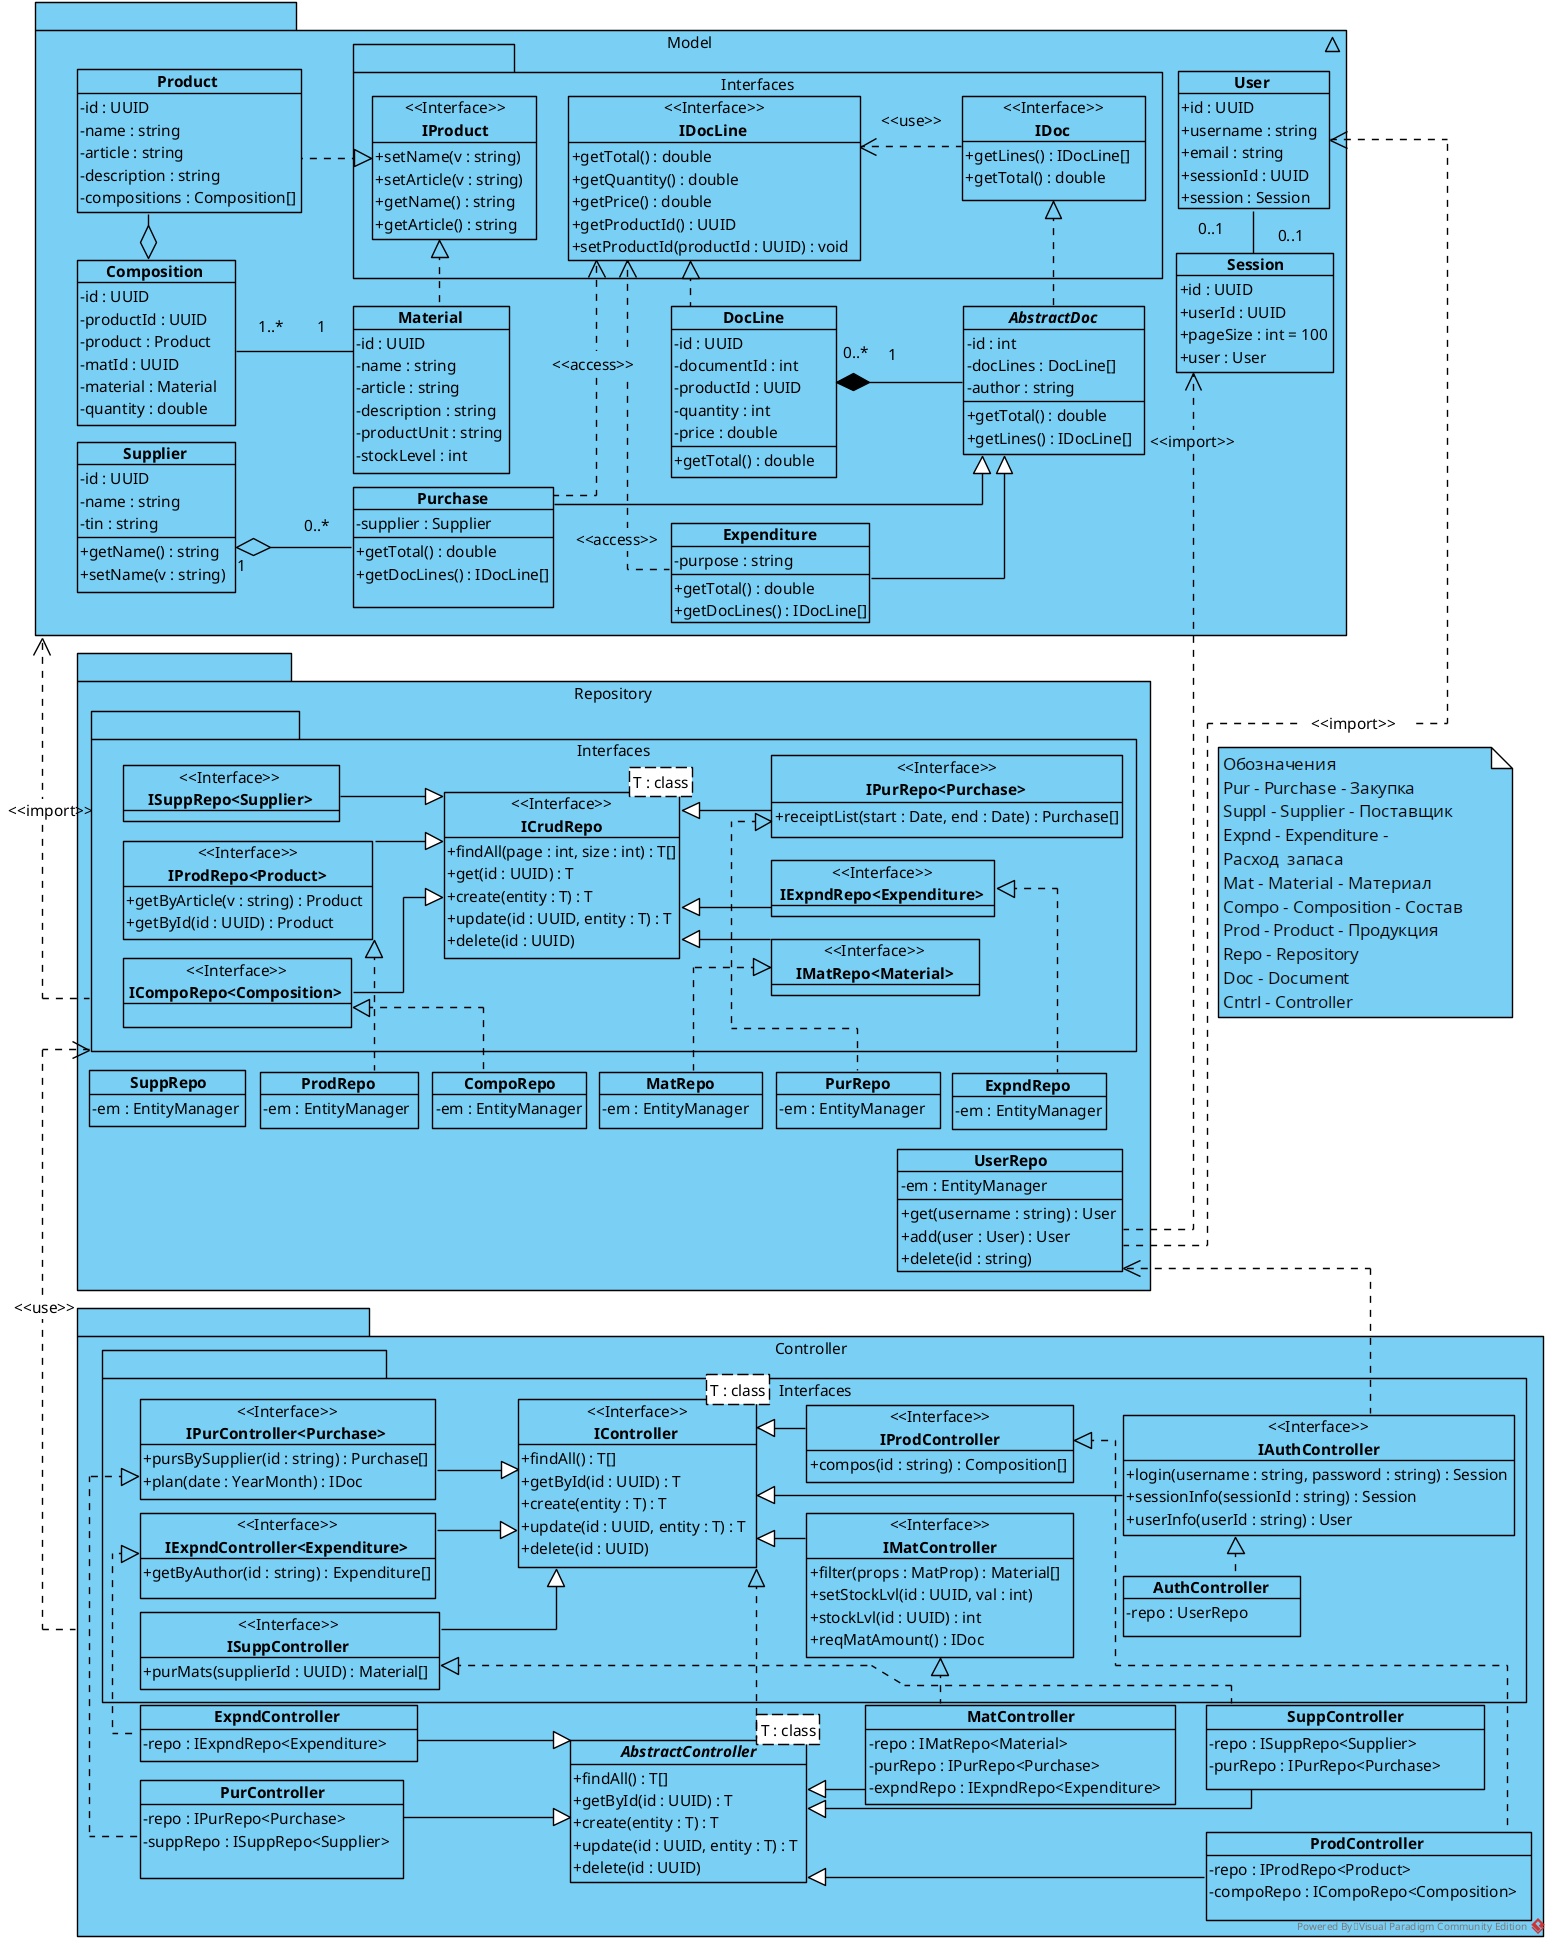 Model
Product
-id : UUID
-name : string
-article : string
-description : string
-compositions : Composition[]
Interfaces
<<Interface>>
IProduct
+setName(v : string)
+setArticle(v : string)
+getName() : string
+getArticle() : string
<<Interface>>
IDocLine
+getTotal() : double
+getQuantity() : double
+getPrice() : double
+getProductId() : UUID
+setProductId(productId : UUID) : void
<<use>>
<<Interface>>
IDoc
+getLines() : IDocLine[]
+getTotal() : double
User
+id : UUID
+username : string
+email : string
+sessionId : UUID
+session : Session
0..1
0..1
Session
+id : UUID
+userId : UUID
+pageSize : int = 100
+user : User
Composition
-id : UUID
-productId : UUID
-product : Product
-matId : UUID
-material : Material
-quantity : double
1..*
1
Material
-id : UUID
-name : string
-article : string
-description : string
-productUnit : string
-stockLevel : int
<<access>>
DocLine
-id : UUID
-documentId : int
-productId : UUID
-quantity : int
-price : double
+getTotal() : double
0..*
1
AbstractDoc
-id : int
-docLines : DocLine[]
-author : string
+getTotal() : double
+getLines() : IDocLine[]
<<import>>
Supplier
-id : UUID
-name : string
-tin : string
+getName() : string
+setName(v : string)
0..*
1
Purchase
-supplier : Supplier
+getTotal() : double
+getDocLines() : IDocLine[]
<<access>>
Expenditure
-purpose : string
+getTotal() : double
+getDocLines() : IDocLine[]
Repository
Interfaces
<<import>>
<<import>>
<<Interface>>
ISuppRepo<Supplier>
<<Interface>>
IProdRepo<Product>
+getByArticle(v : string) : Product
+getById(id : UUID) : Product
<<Interface>>
ICompoRepo<Composition>
T : class
<<Interface>>
ICrudRepo
+findAll(page : int, size : int) : T[]
+get(id : UUID) : T
+create(entity : T) : T
+update(id : UUID, entity : T) : T
+delete(id : UUID)
<<Interface>>
IPurRepo<Purchase>
+receiptList(start : Date, end : Date) : Purchase[]
<<Interface>>
IExpndRepo<Expenditure>
<<Interface>>
IMatRepo<Material>
Обозначения
Pur - Purchase - Закупка
Suppl - Supplier - Поставщик
Expnd - Expenditure -
Расход запаса
Mat - Material - Материал
Compo - Composition - Состав
Prod - Product - Продукция
Repo - Repository
Doc - Document
Cntrl - Controller
SuppRepo
-em : EntityManager
ProdRepo
-em : EntityManager
CompoRepo
-em : EntityManager
MatRepo
-em : EntityManager
PurRepo
-em : EntityManager
ExpndRepo
-em : EntityManager
UserRepo
-em : EntityManager
+get(username : string) : User
+add(user : User) : User
+delete(id : string)
<<use>>
Controller
Interfaces
<<Interface>>
IPurController<Purchase>
+pursBySupplier(id : string) : Purchase[]
+plan(date : YearMonth) : IDoc
<<Interface>>
IExpndController<Expenditure>
+getByAuthor(id : string) : Expenditure[]
<<Interface>>
ISuppController
+purMats(supplierId : UUID) : Material[]
T : class
<<Interface>>
IController
+findAll() : T[]
+getById(id : UUID) : T
+create(entity : T) : T
+update(id : UUID, entity : T) : T
+delete(id : UUID)
<<Interface>>
IProdController
+compos(id : string) : Composition[]
<<Interface>>
IMatController
+filter(props : MatProp) : Material[]
+setStockLvl(id : UUID, val : int)
+stockLvl(id : UUID) : int
+reqMatAmount() : IDoc
<<Interface>>
IAuthController
+login(username : string, password : string) : Session
+sessionInfo(sessionId : string) : Session
+userInfo(userId : string) : User
AuthController
-repo : UserRepo
ExpndController
-repo : IExpndRepo<Expenditure>
PurController
-repo : IPurRepo<Purchase>
-suppRepo : ISuppRepo<Supplier>
T : class
AbstractController
+findAll() : T[]
+getById(id : UUID) : T
+create(entity : T) : T
+update(id : UUID, entity : T) : T
+delete(id : UUID)
MatController
-repo : IMatRepo<Material>
-purRepo : IPurRepo<Purchase>
-expndRepo : IExpndRepo<Expenditure>
SuppController
-repo : ISuppRepo<Supplier>
-purRepo : IPurRepo<Purchase>
ProdController
-repo : IProdRepo<Product>
-compoRepo : ICompoRepo<Composition>
Powered By Visual Paradigm Community Edition